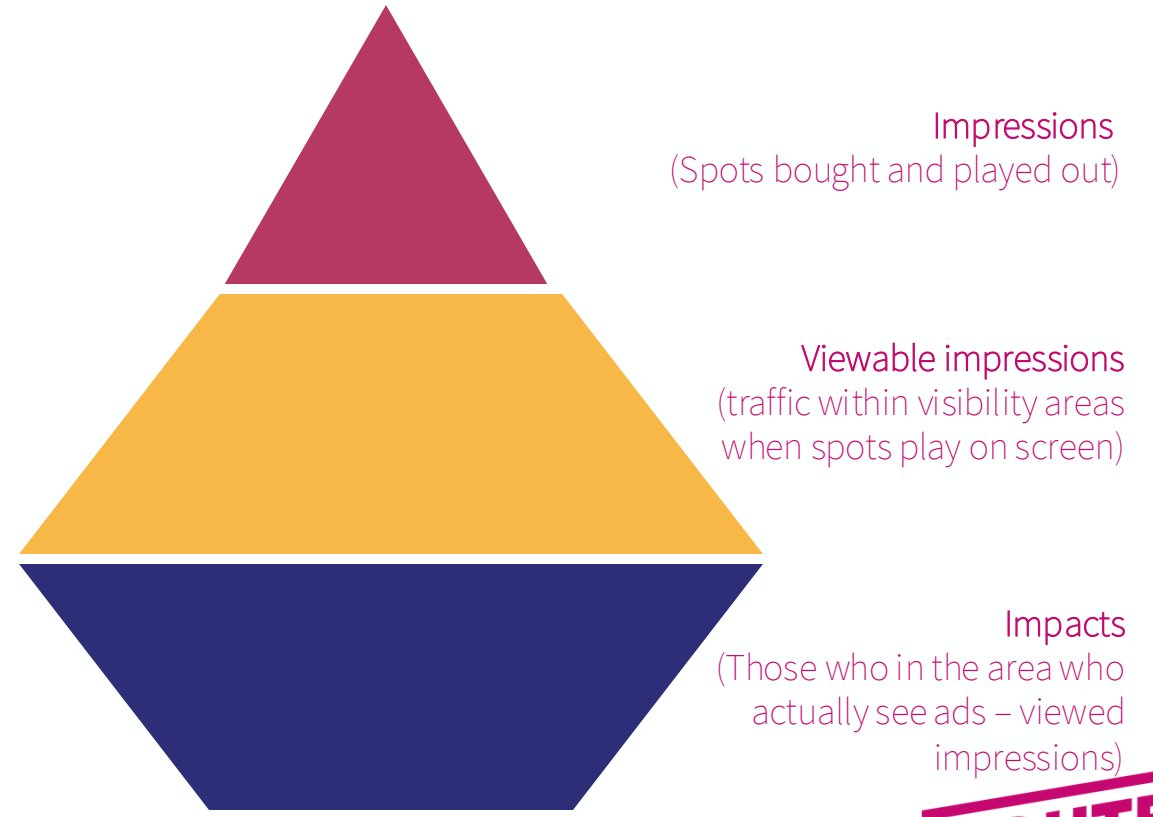 Impressions
(Spots bought and played out)
Viewable impressions
(traffic within visibility areas
when spots play on screen)
Impacts
(Those who in the area who
actually see ads – viewed
impressions)